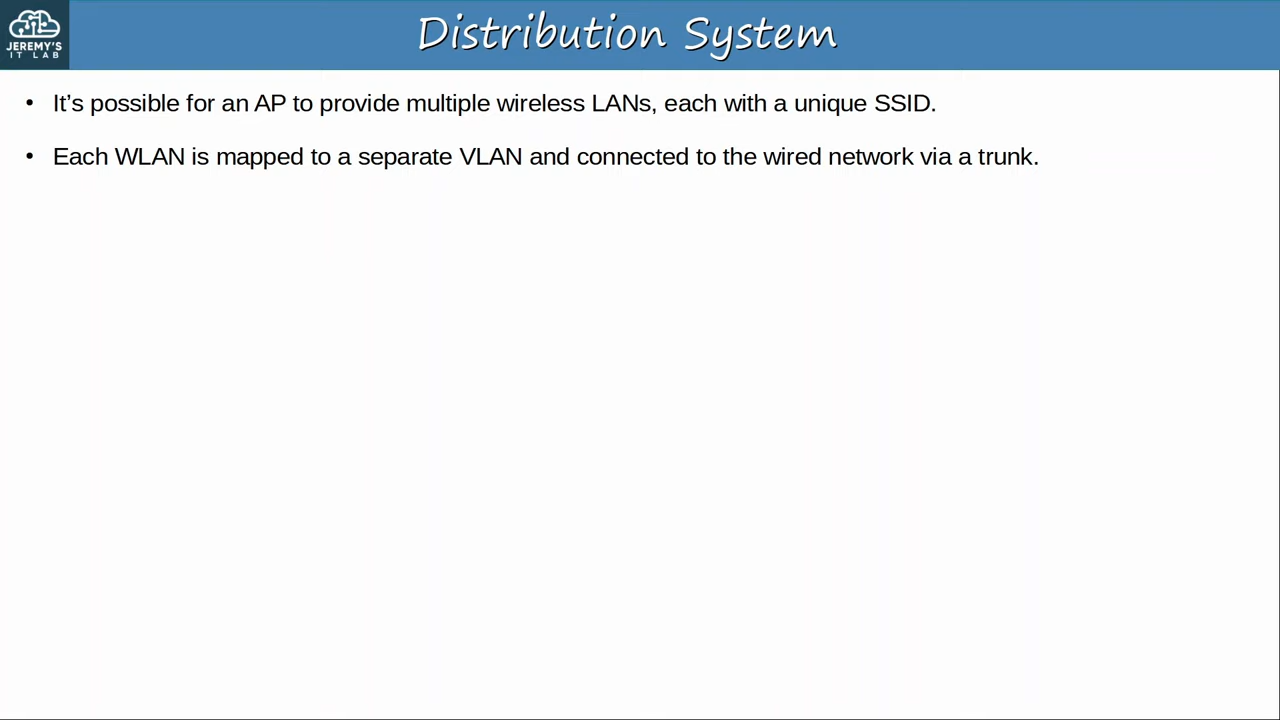 JEREMY'S
IT LAB
Distribution System
• It’s possible for an AP to provide multiple wireless LANs, each with a unique SSID.
• Each WLAN is mapped to a separate VLAN and connected to the wired network via a trunk.